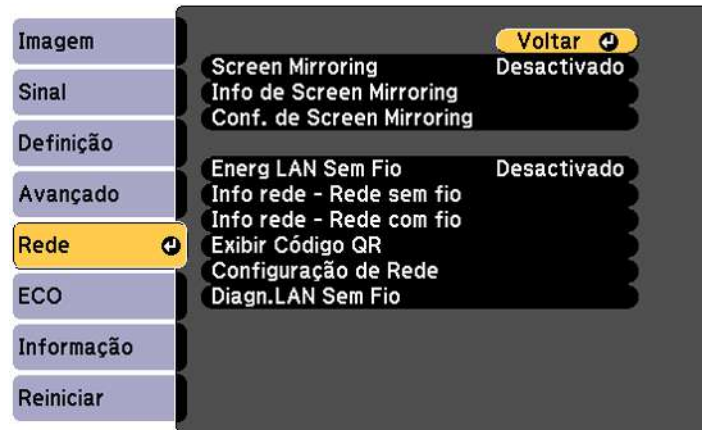 Imagem
Sinal
Definição
Avançado
Rede
ECO
Informação
Reiniciar
Voltar
Screen Mirroring Desactivado
Info de Screen Mirroring
Conf. de Screen Mirroring
Energ LAN Sem Fio Desactivado
Info rede - Rede sem fio
Info rede - Rede com fio
Exibir Código QR
Configuração de Rede
Diagn.LAN Sem Fio